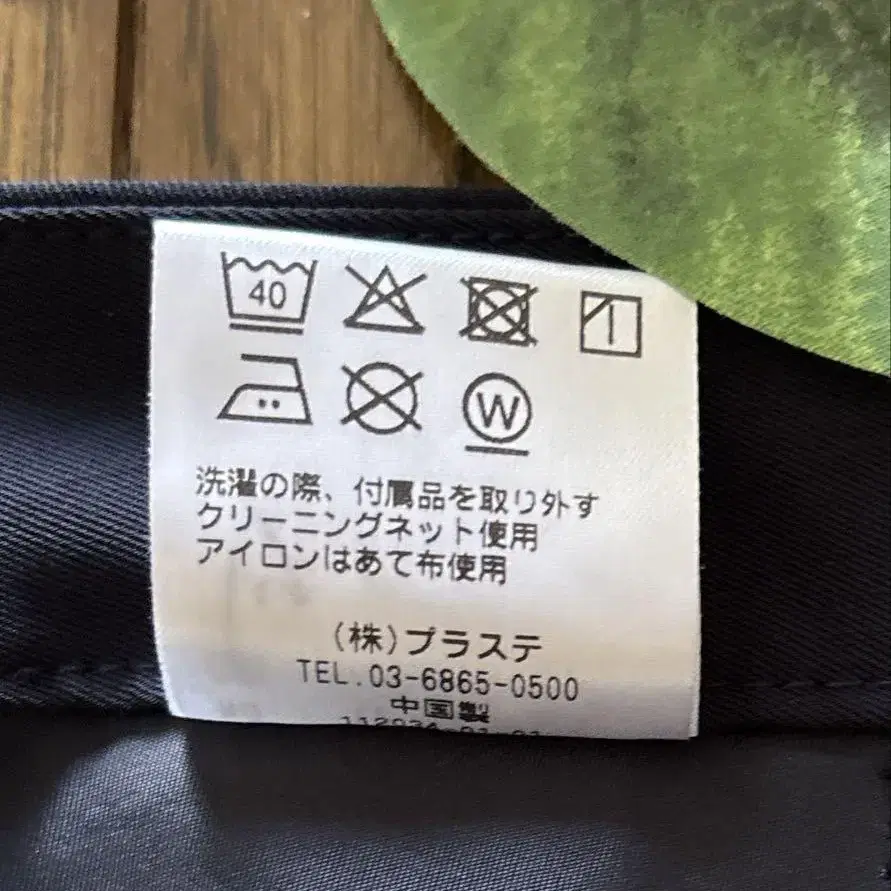 40
W
洗濯の際、付属品を取り外す
クリーニングネット使用
アイロンはあて布使用
(株)プラステ
TEL.03-6865-0500
中国製